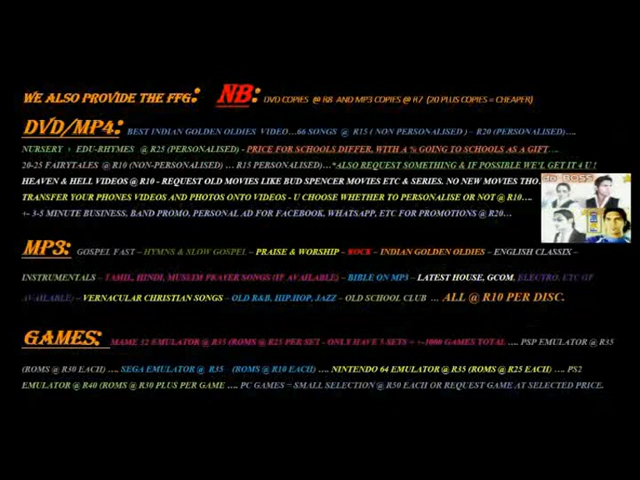 WE ALSO PROVIDE THE FFG: NB: DVD COPIES @ R8 AND MP3 COPIES @ R7 (20 PLUS COPIES = CHEAPER)
DVD/MP4: BEST INDIAN GOLDEN OLDIES VIDEO...66 SONGS @ R15 ( NON PERSONALISED ) – R20 (PERSONALISED)....
NURSERY + EDU-RHYMES @ R25 (PERSONALISED) - PRICE FOR SCHOOLS DIFFER, WITH A % GOING TO SCHOOLS AS A GIFT...
20-25 FAIRYTALES @ R10 (NON-PERSONALISED) ... R15 PERSONALISED)...*ALSO REQUEST SOMETHING & IF POSSIBLE WE'L GET IT 4 U !
HEAVEN & HELL VIDEOS @ R10 - REQUEST OLD MOVIES LIKE BUD SPENCER MOVIES ETC & SERIES. NO NEW MOVIES THO
TRANSFER YOUR PHONES VIDEOS AND PHOTOS ONTO VIDEOS - U CHOOSE WHETHER TO PERSONALISE OR NOT @ R10....
+- 3-5 MINUTE BUSINESS, BAND PROMO, PERSONAL AD FOR FACEBOOK, WHATSAPP, ETC FOR PROMOTIONS @ R20...
BOSS
MP3: GOSPEL FAST – HYMNS & SLOW GOSPEL – PRAISE & WORSHIP – ROCK – INDIAN GOLDEN OLDIES – ENGLISH CLASSIX –
INSTRUMENTALS – TAMIL, HINDI, MUSLIM PRAYER SONGS (IF AVAILABLE) – BIBLE ON MP3 – LATEST HOUSE, GCOM, ELECTRO, ETC (IF
AVAILABLE) – VERNACULAR CHRISTIAN SONGS – OLD R&B, HIP-HOP, JAZZ – OLD SCHOOL CLUB ... ALL @ R10 PER DISC.
GAMES: MAME 32 EMULATOR @ R35 (ROMS @ R25 PER SET - ONLY HAVE 3-SETS = +-1000 GAMES TOTAL .... PSP EMULATOR @ R35
(ROMS @ R50 EACH) .... SEGA EMULATOR @ R35 – (ROMS @ R10 EACH) .... NINTENDO 64 EMULATOR @ R35 (ROMS @ R25 EACH) .... PS2
EMULATOR @ R40 (ROMS @ R50 PLUS PER GAME .... PC GAMES – SMALL SELECTION @ R50 EACH OR REQUEST GAME AT SELECTED PRICE.